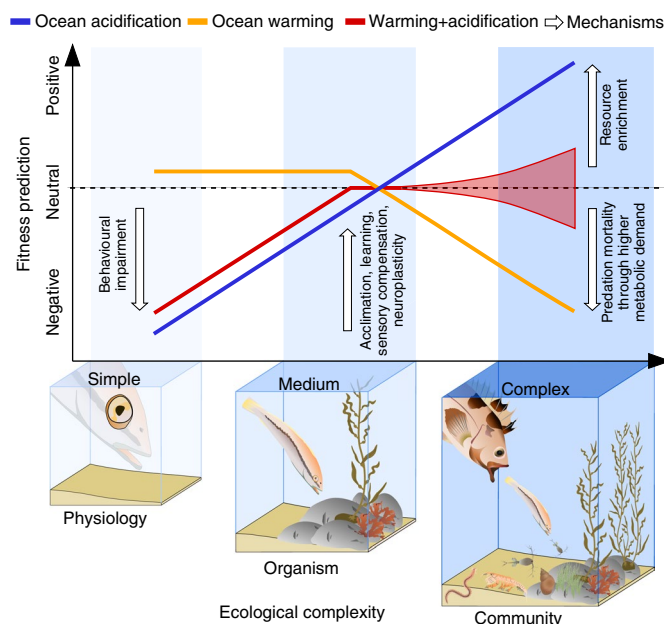 Ocean acidification Ocean warming Warming+acidification Mechanisms
Fitness prediction
Positive
Neutral
Negative
Behavioural
impairment
Acclimation, learning,
sensory compensation,
neuroplasticity
Resource
enrichment
Predation mortality
through higher
metabolic demand
Simple
Medium
Complex
Physiology
Organism
Community
Ecological complexity